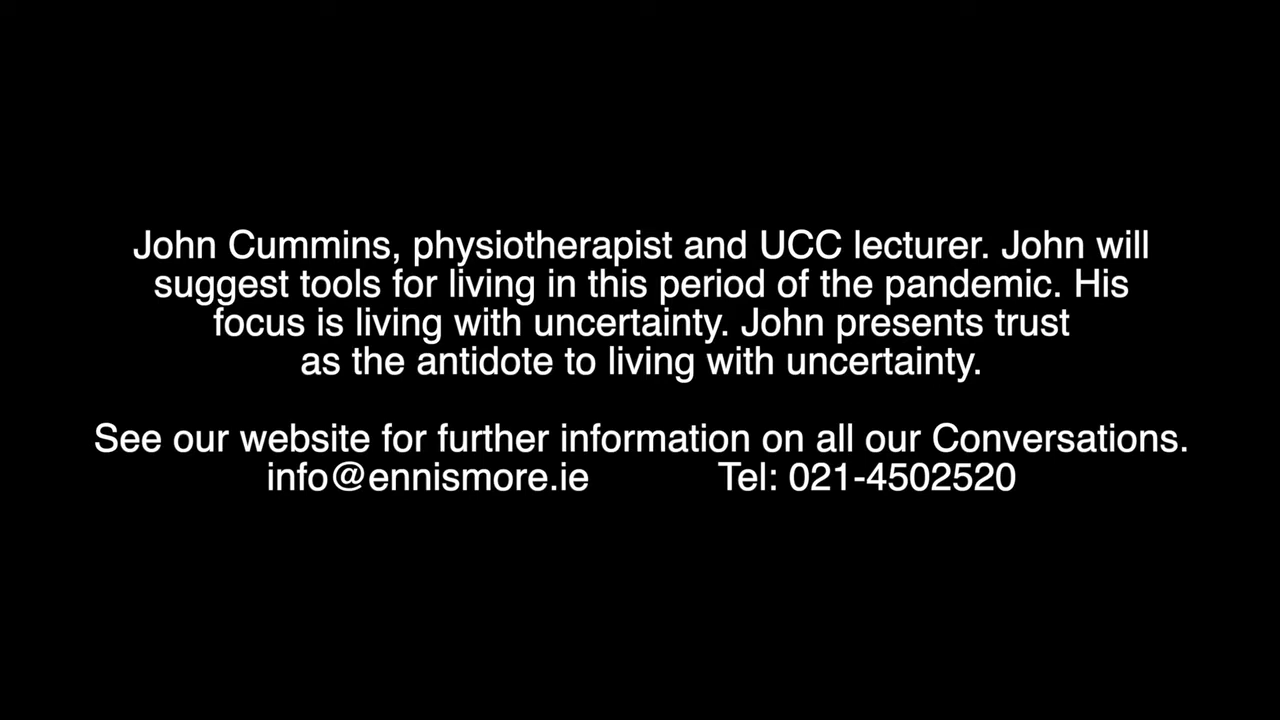 John Cummins, physiotherapist and UCC lecturer. John will
suggest tools for living in this period of the pandemic. His
focus is living with uncertainty. John presents trust
as the antidote to living with uncertainty.
See our website for further information on all our Conversations.
info@ennismore.ie Tel: 021-4502520